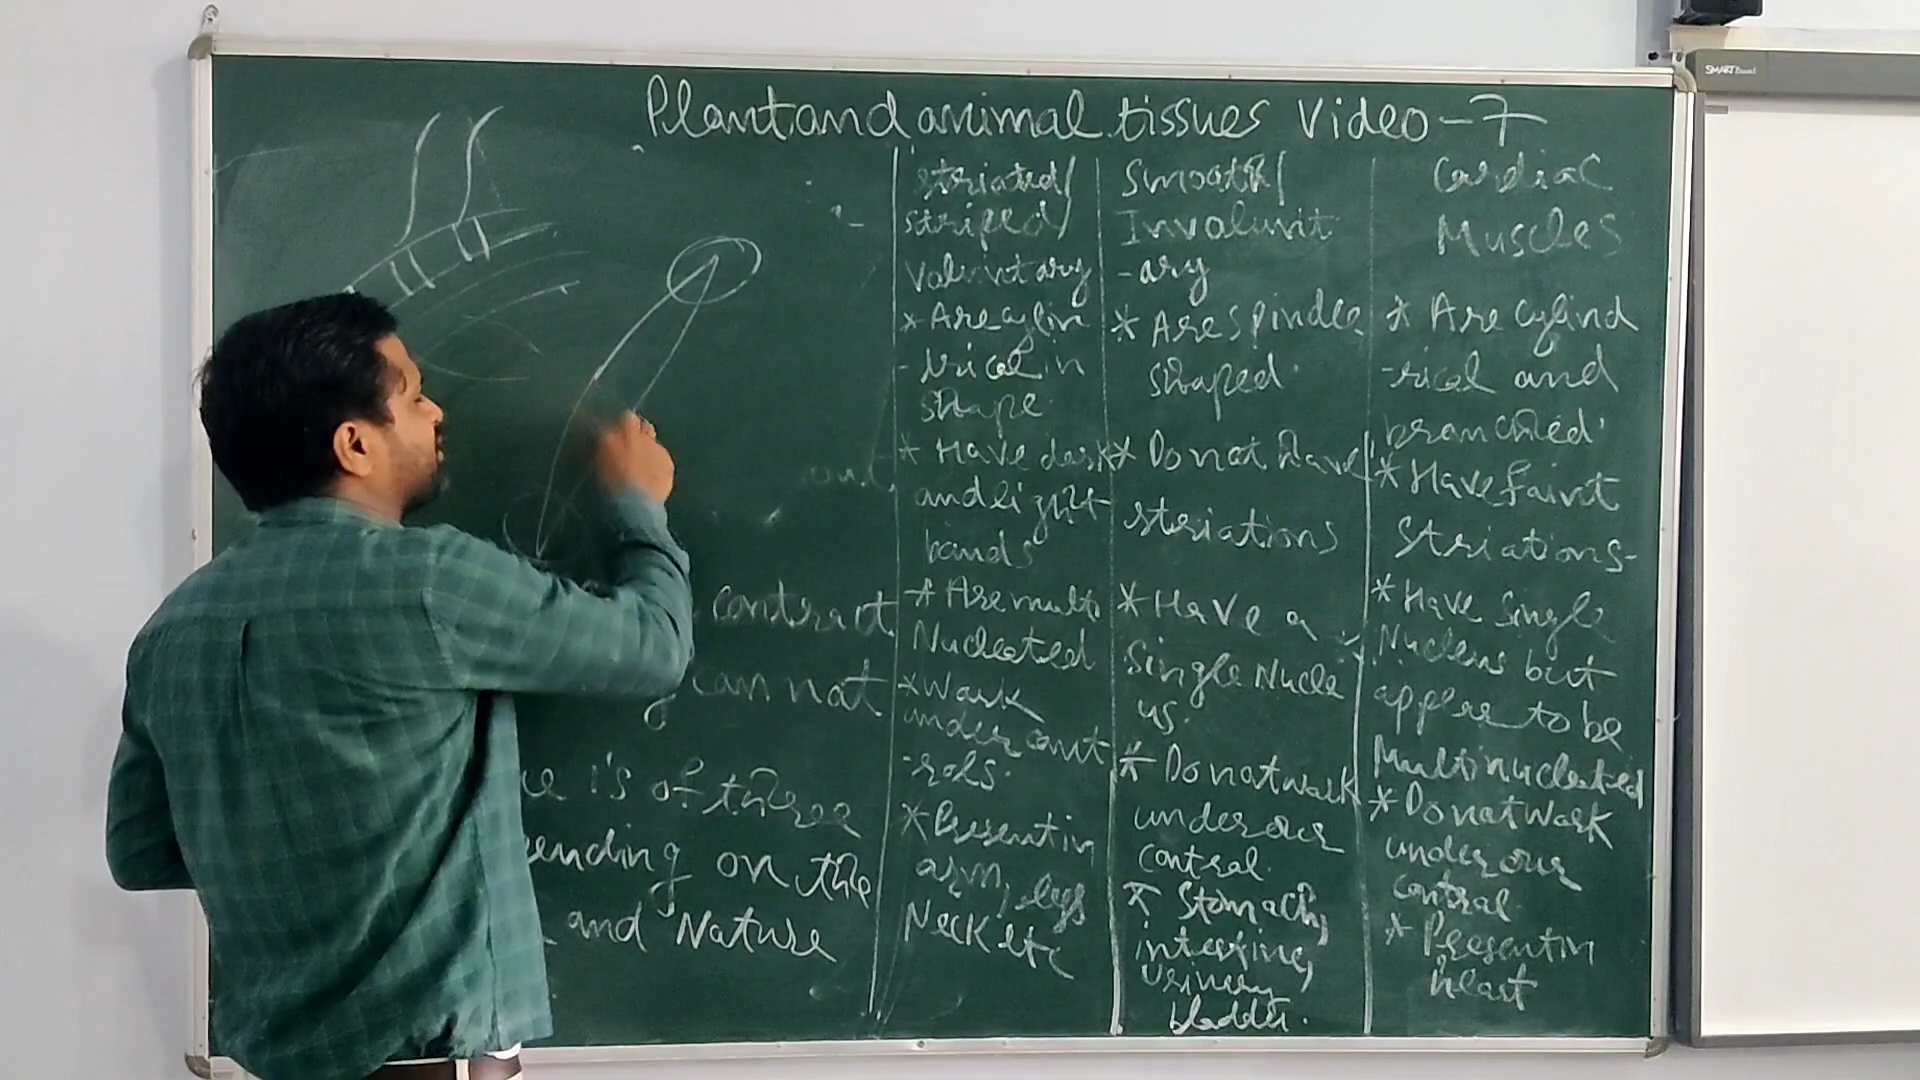 Plant and animal tissues Video-7
contract
can not
is of three
on the
and Nature
striated/
striped/
Voluntary
* Are cylin
-drical in
shape.
* Have dark
and light
bands
* Are multi
Nucleated
* Work
under cont
-rols.
* Present in
arm, legs
Neck etc
Smooth/
Involunt
-ary
* Are spindle
shaped.
* Do not have
striations
* Have a
Single Nucle
us.
* Do not work
under our
control.
* Stomach,
intestine,
urinery
bladder.
Cardiac
Muscles
* Are cylind
-rical and
branched.
* Have faint
Striations-
* Have Single
Nucleus but
appear to be
Multinucleated
* Do not Work
under our
control.
* Present in
heart
SMART Board